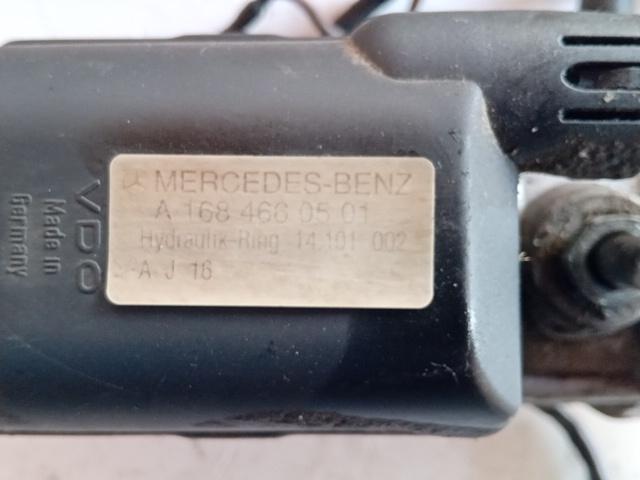 MERCEDES-BENZ
A 168 466 05 01
Hydraulik-Ring 14.101 002
-A J 16
VDO
Made in
Germany